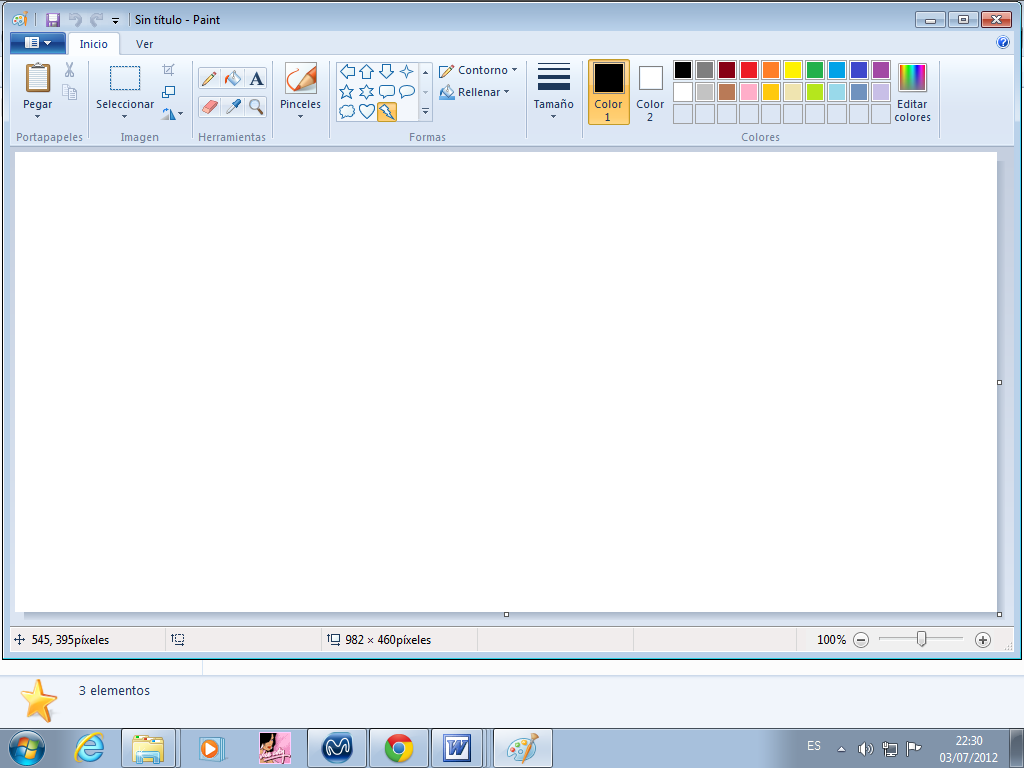 Sin título - Paint
Inicio Ver
Pegar
Portapapeles
Seleccionar
Imagen
A
Herramientas
Pinceles
Contorno
Rellenar
Formas
Tamaño
Color 1
Color 2
Editar colores
Colores
545, 395píxeles
982 × 460píxeles
100%
3 elementos
ES
22:30
03/07/2012